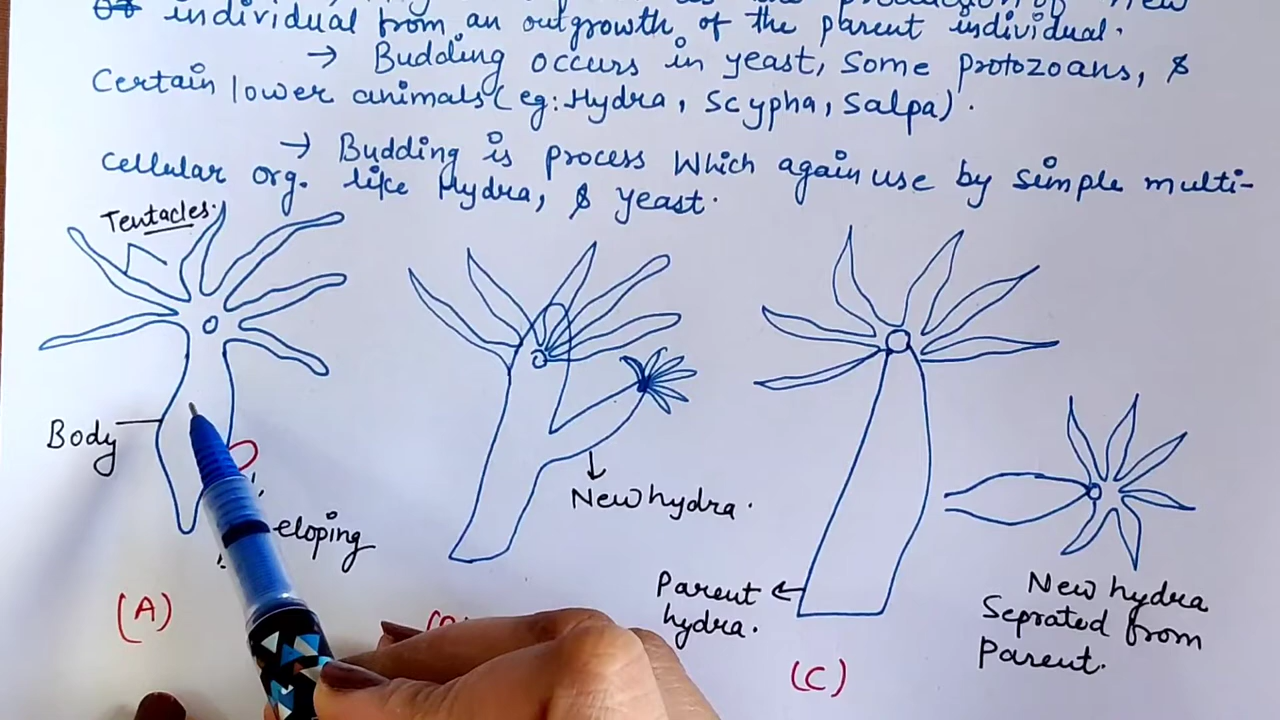 of individual from an outgrowth of the parent individual.
→ Budding occurs in yeast, Some protozoans, &
Certain lower animals (eg: Hydra, Scypha, Salpa).
→ Budding is process Which again use by simple multi-
cellular org. like Hydra, & yeast.
Tentacles.
Body
eloping
New hydra.
Parent
hydra.
New hydra
Seprated from
Parent.
(A)
(C)